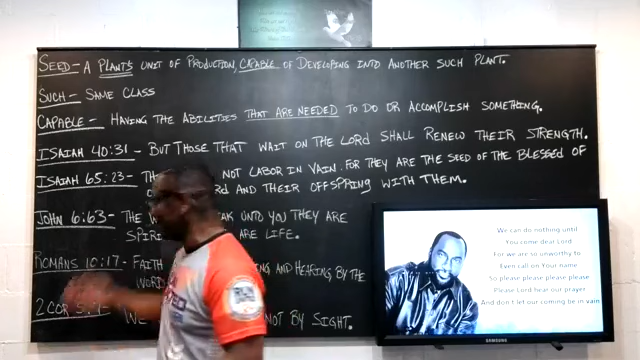 SEED - A PLANT'S UNIT OF PRODUCTION, CAPABLE OF DEVELOPING INTO ANOTHER SUCH PLANT.
SUCH - SAME CLASS
CAPABLE - HAVING THE ABILITIES THAT ARE NEEDED TO DO OR ACCOMPLISH SOMETHING.
ISAIAH 40:31 - BUT THOSE THAT WAIT ON THE LORD SHALL RENEW THEIR STRENGTH.
ISAIAH 65:23 - NOT LABOR IN VAIN. FOR THEY ARE THE SEED OF THE BLESSED OF
AND THEIR OFFSPRING WITH THEM.
JOHN 6:63 - THE UNTO YOU THEY ARE
ARE LIFE.
ROMANS 10:17 - FAITH AND HEARING BY THE
WORD
2 COR 5:7 WE NOT BY SIGHT.
We can do nothing until
You come dear Lord
For we are so unworthy to
Even call on Your name
So please please please please
Please Lord hear our prayer
And don't let our coming be in vain
SAMSUNG